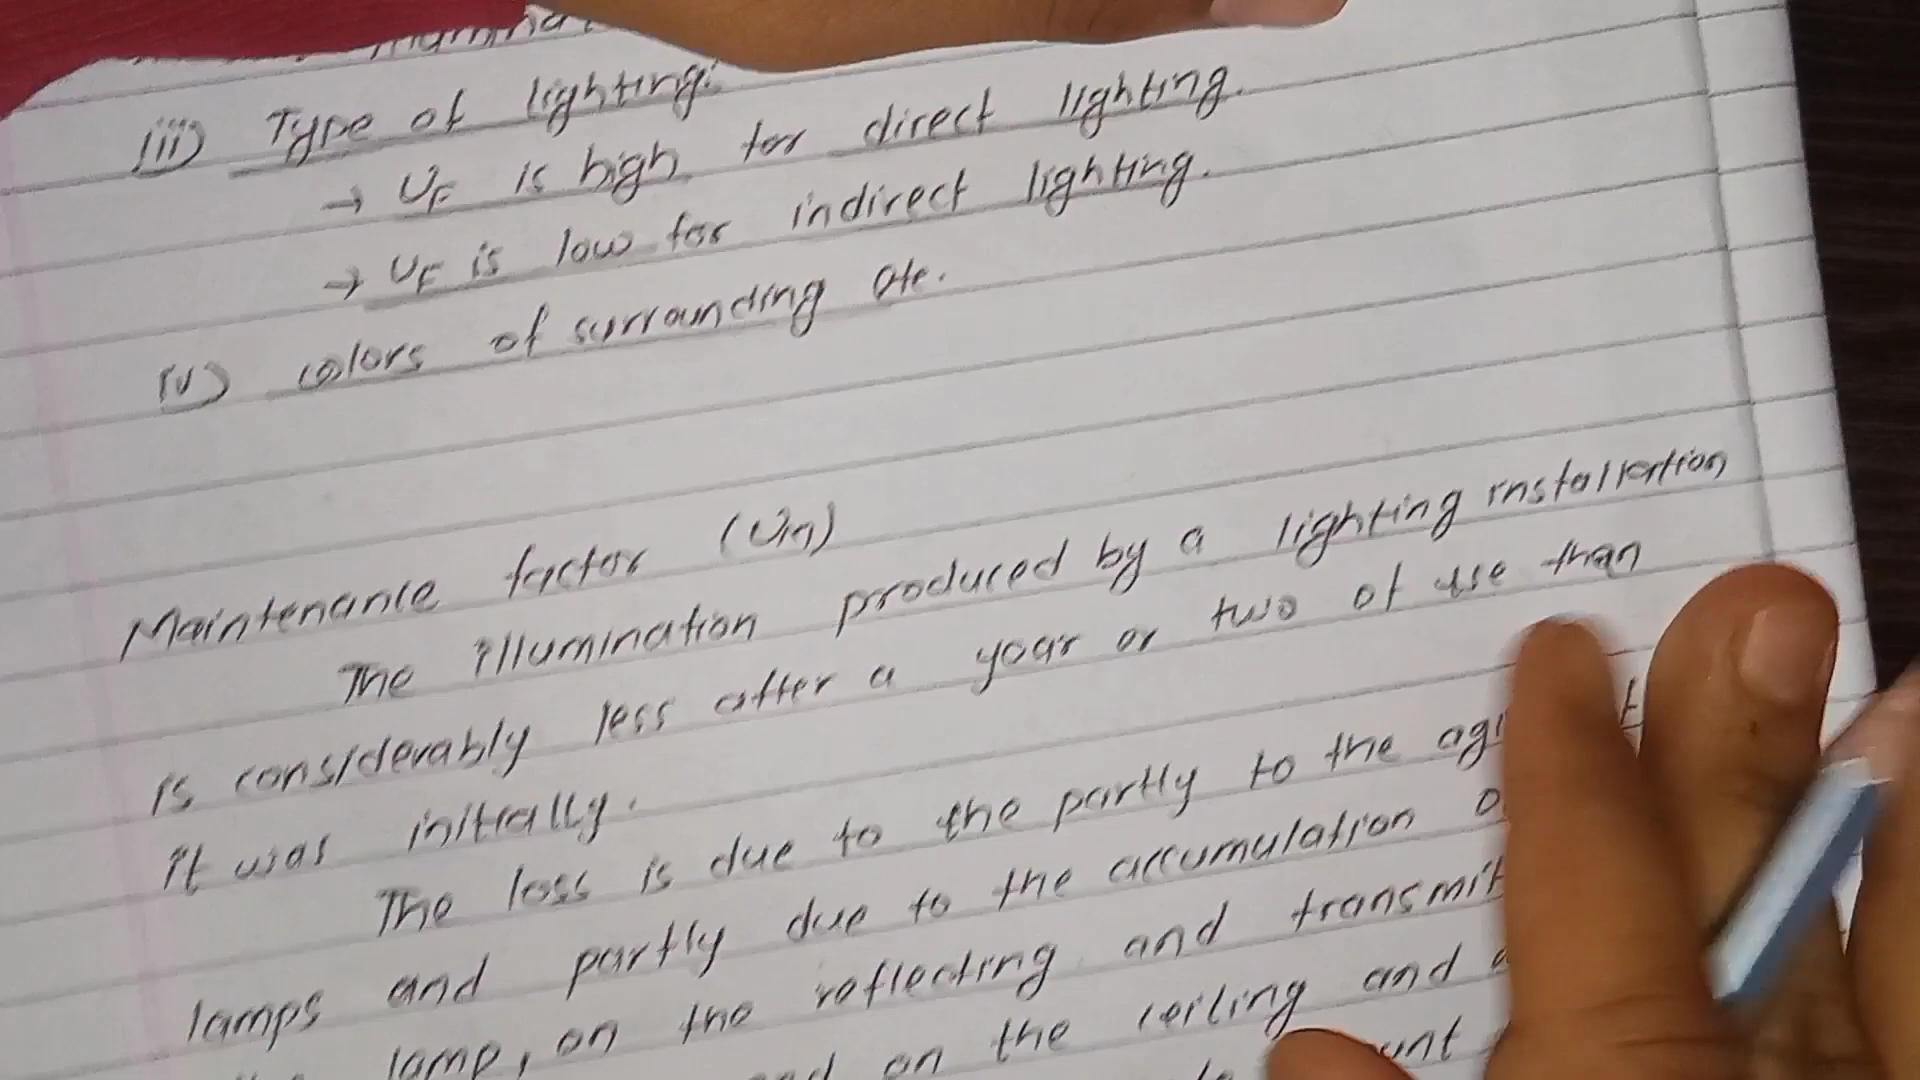 (iii) Type of lighting:
→ UF is high for direct lighting.
→ UF is low for indirect lighting.
(v) colors of surrounding etc.
Maintenance factor (Um)
The illumination produced by a lighting installation
is considerably less after a year or two of use than
it was initially.
The loss is due to the partly to the
lamps and partly due to the accumulation
lamp, on the reflecting and
on the ceiling and